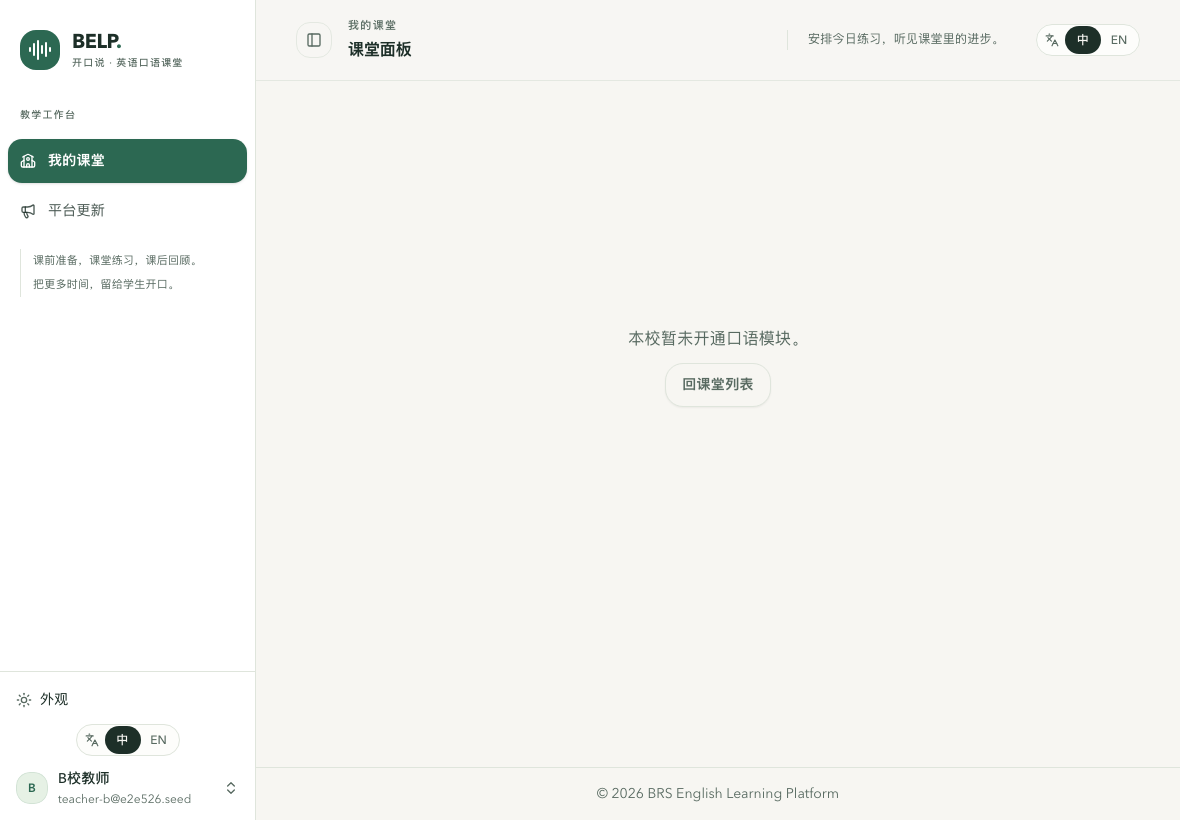 BELP.
开口说 · 英语口语课堂
教学工作台
我的课堂
平台更新
课前准备，课堂练习，课后回顾。
把更多时间，留给学生开口。
外观
中
EN
B
B校教师
teacher-b@e2e526.seed
我的课堂
课堂面板
安排今日练习，听见课堂里的进步。
中
EN
本校暂未开通口语模块。
回课堂列表
© 2026 BRS English Learning Platform